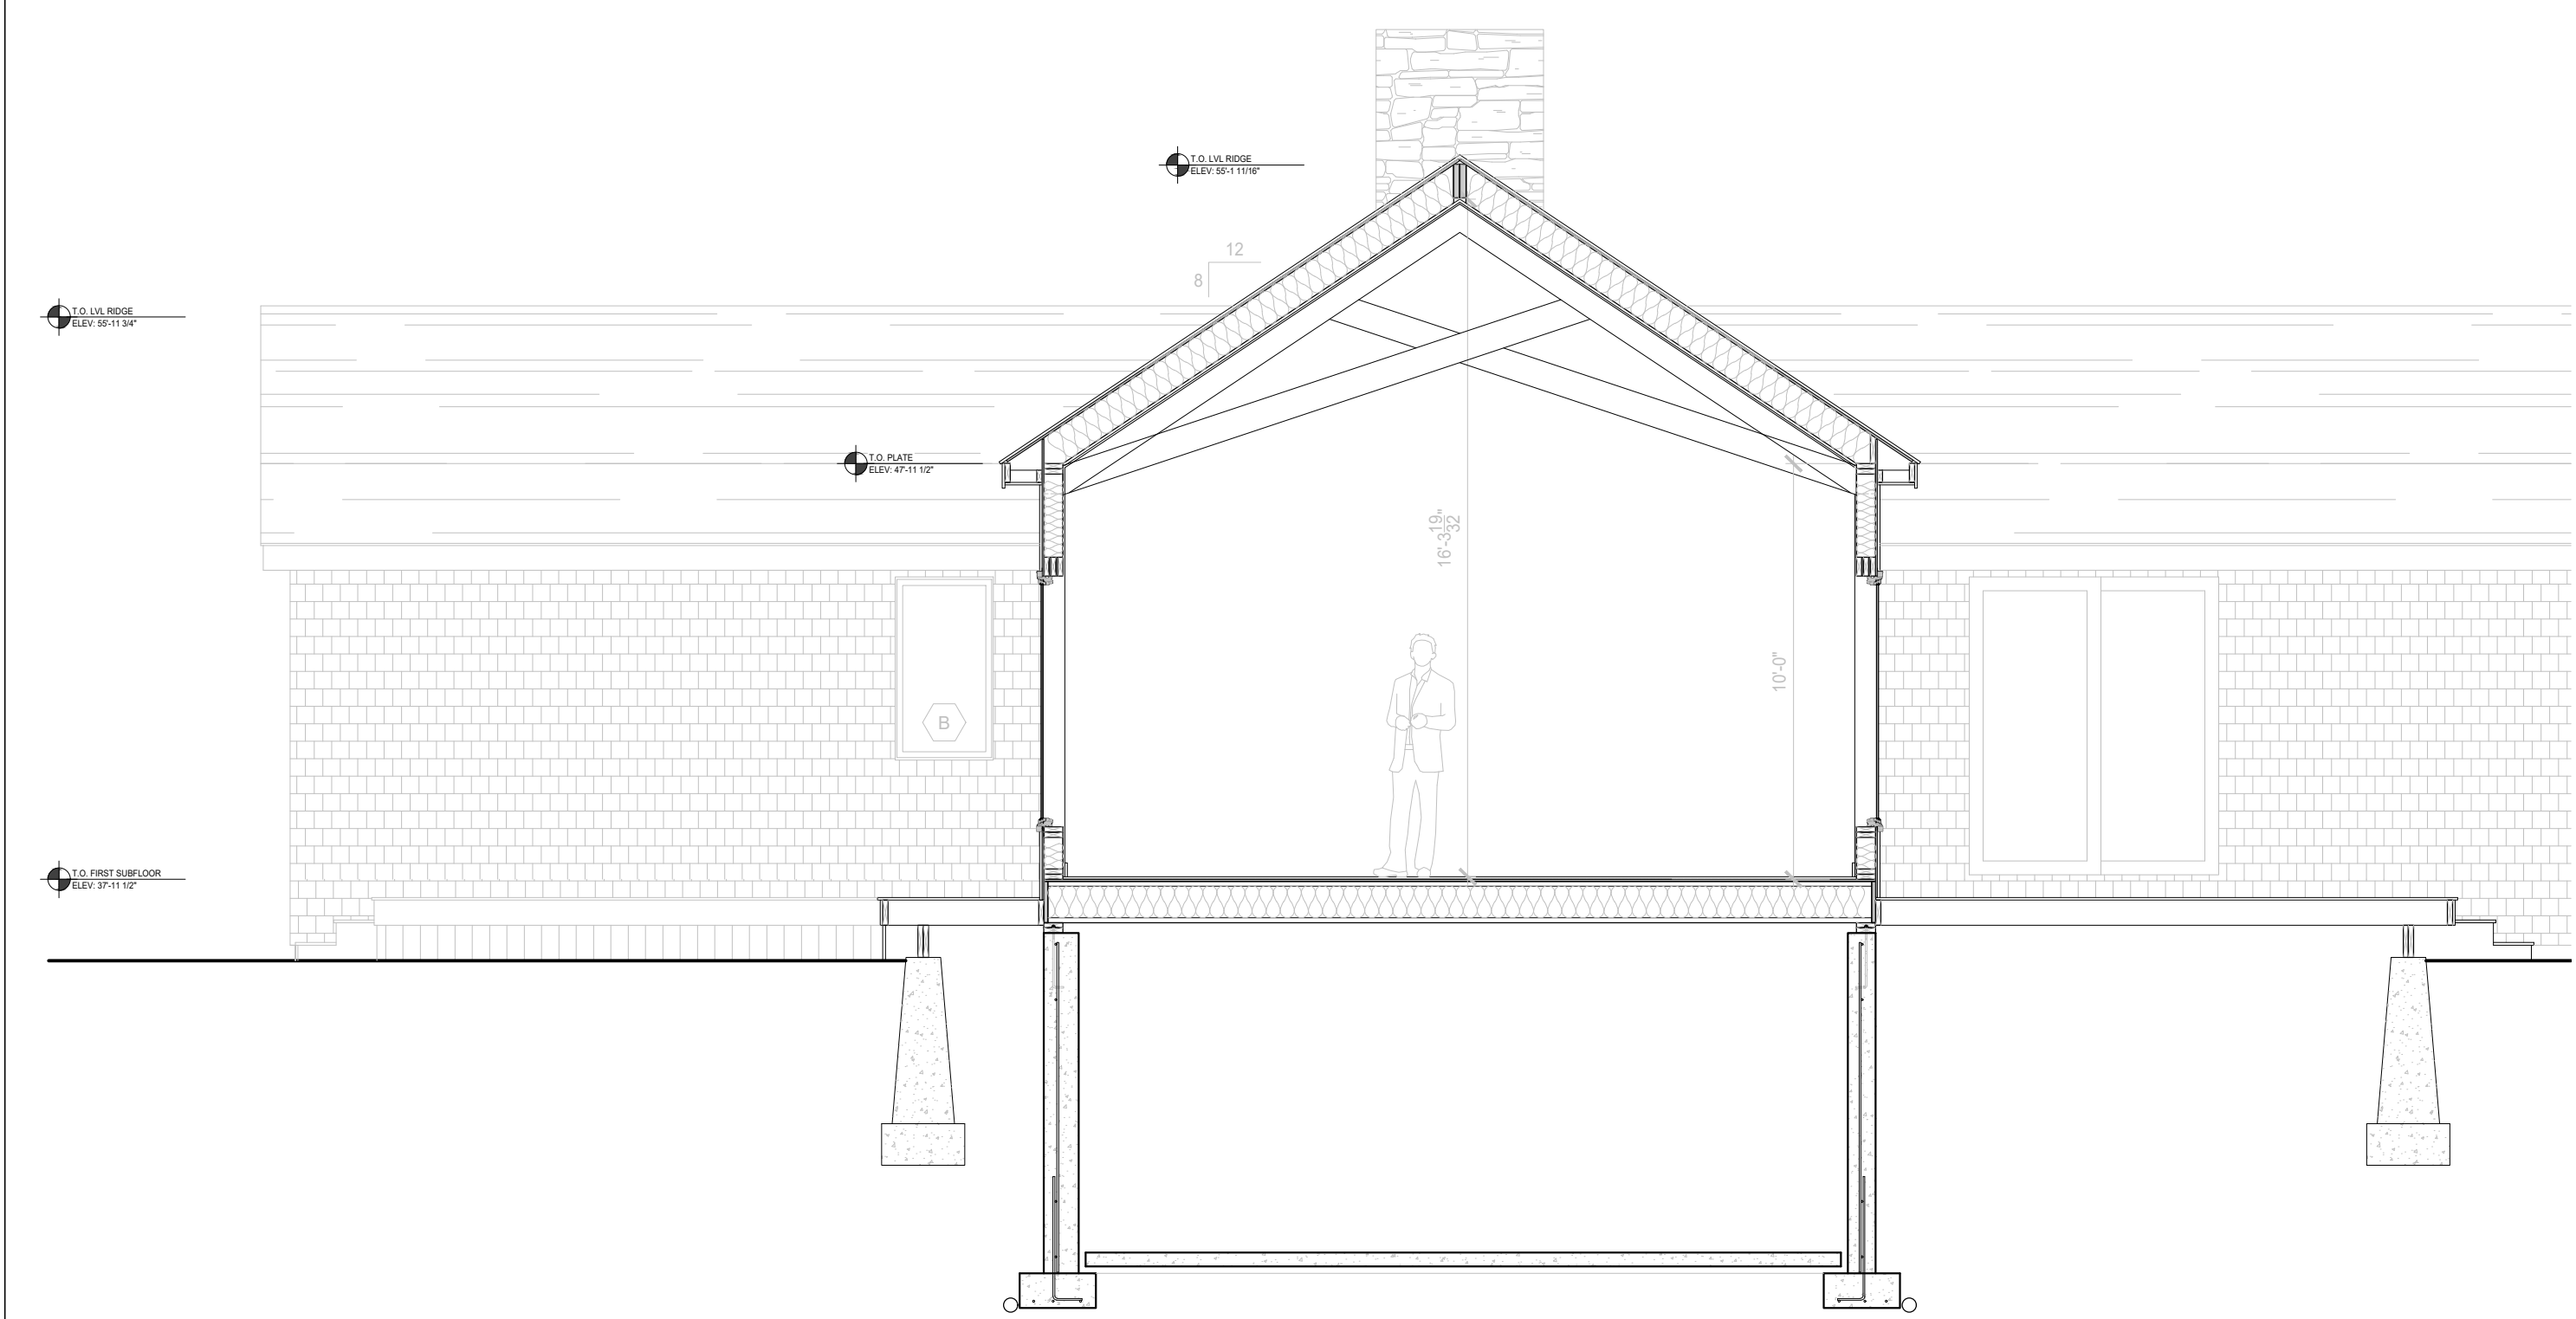 T.O. LVL RIDGE
ELEV: 55'-1 11/16"
12
8
T.O. LVL RIDGE
ELEV: 55'-11 3/4"
T.O. PLATE
ELEV: 47'-11 1/2"
16'-3 19/32"
10'-0"
B
T.O. FIRST SUBFLOOR
ELEV: 37'-11 1/2"